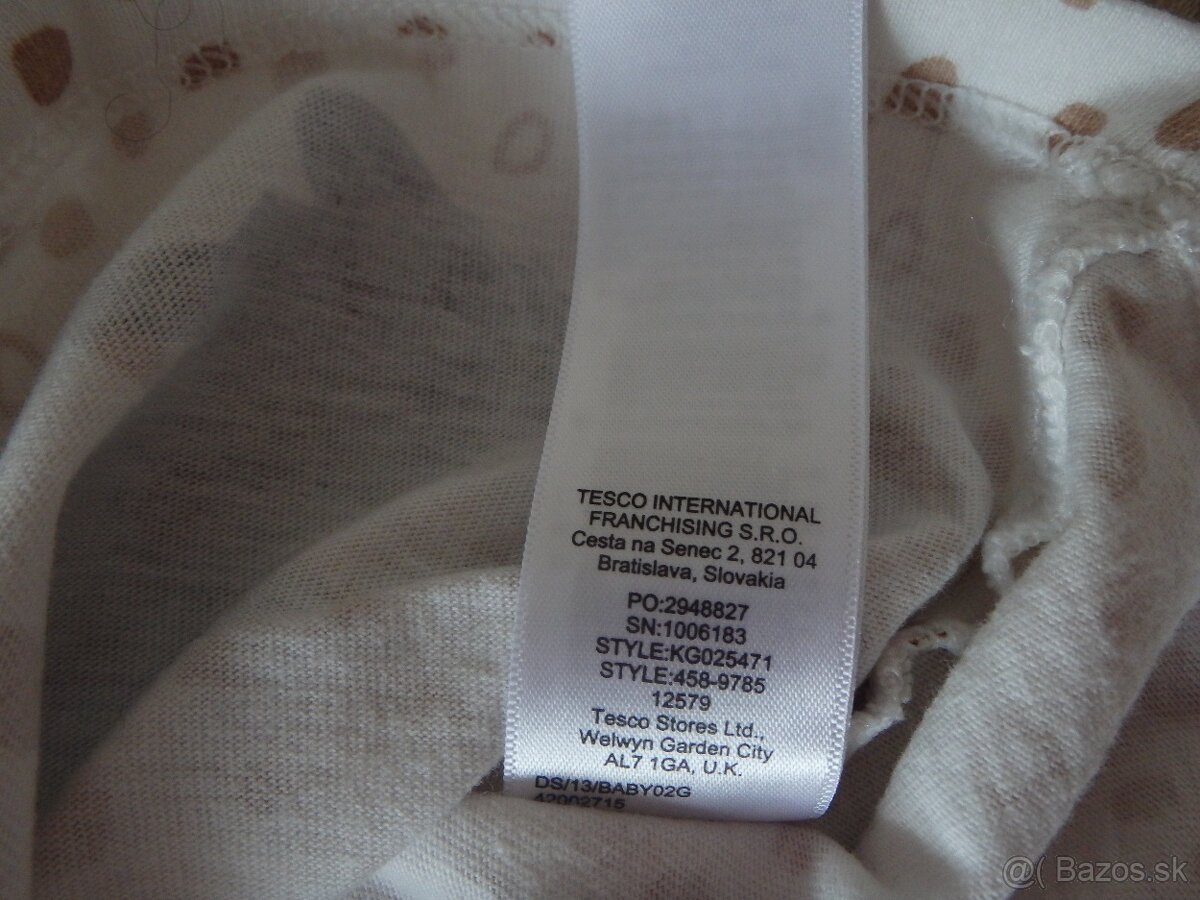 TESCO INTERNATIONAL
FRANCHISING S.R.O.
Cesta na Senec 2, 821 04
Bratislava, Slovakia
PO:2948827
SN:1006183
STYLE:KG025471
STYLE:458-9785
12579
Tesco Stores Ltd.,
Welwyn Garden City
AL7 1GA, U.K.
DS/13/BABY02G
42002715
@( Bazos.sk